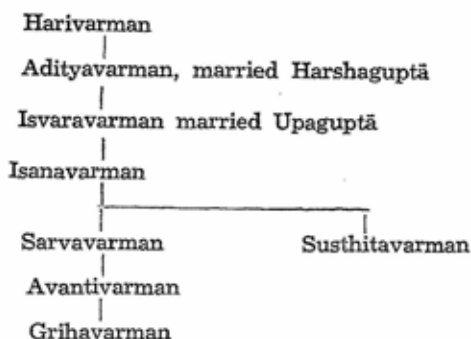 Harivarman
Adityavarman, married Harshaguptā
Isvaravarman married Upaguptā
Isanavarman
Sarvavarman Susthitavarman
Avantivarman
Grihavarman